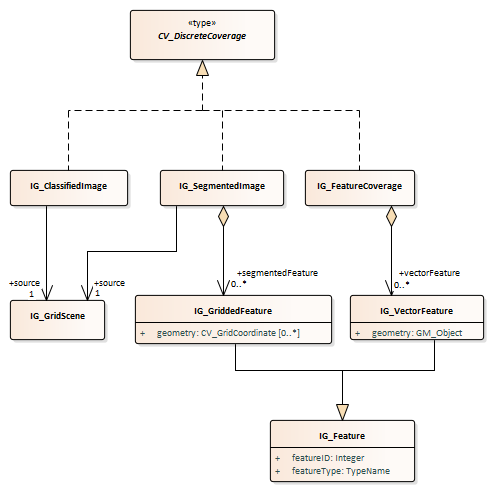 «type»
CV_DiscreteCoverage
IG_ClassifiedImage
IG_SegmentedImage
IG_FeatureCoverage
+source
1
+source
1
+segmentedFeature
0..*
+vectorFeature
0..*
IG_GridScene
IG_GriddedFeature
+ geometry: CV_GridCoordinate [0..*]
IG_VectorFeature
+ geometry: GM_Object
IG_Feature
+ featureID: Integer
+ featureType: TypeName